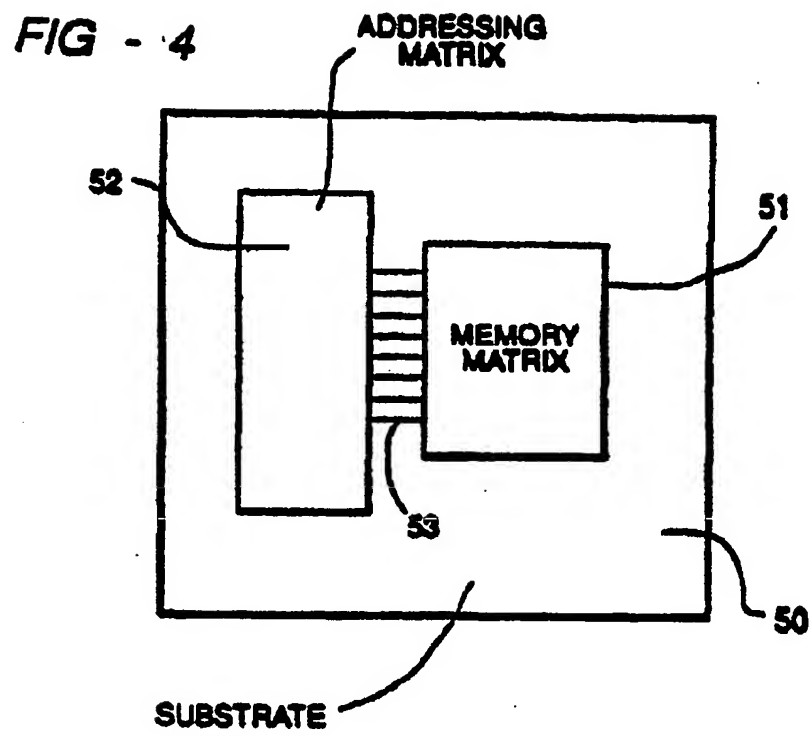 FIG - 4
ADDRESSING
MATRIX
52
51
MEMORY
MATRIX
53
50
SUBSTRATE